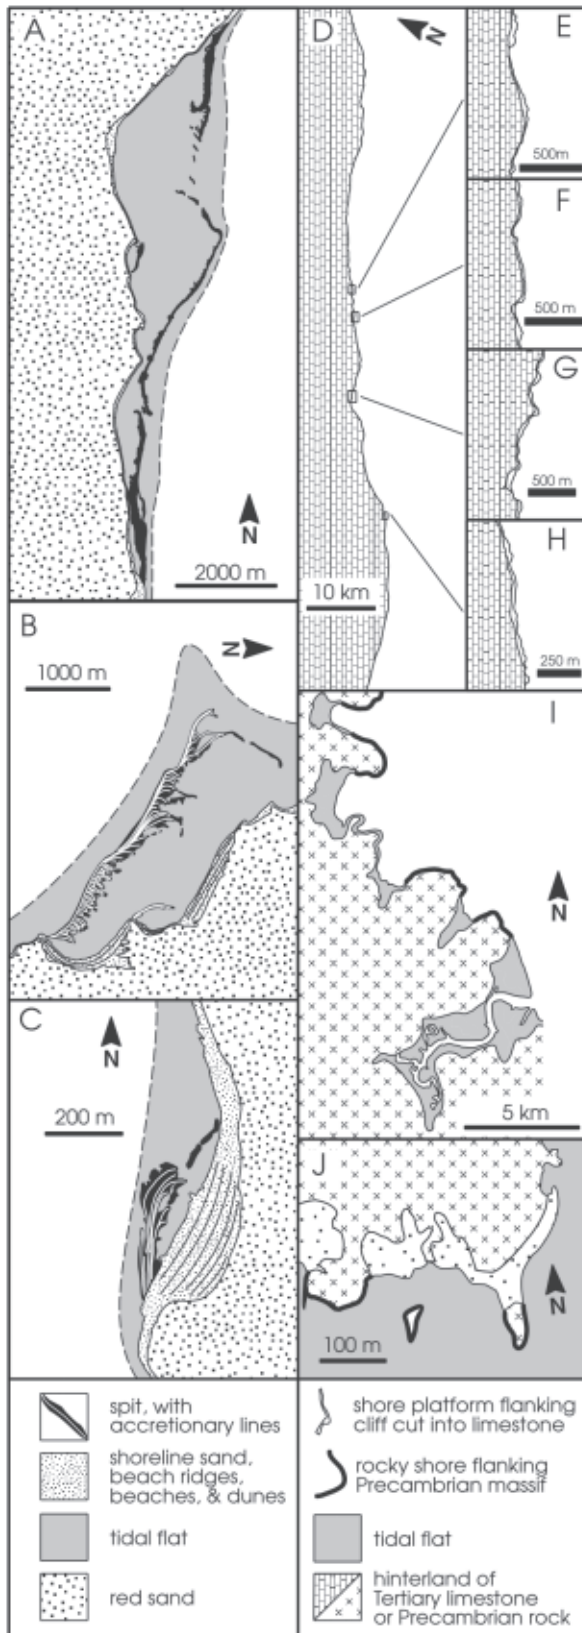 A
N
2000 m
B
1000 m
N
C
N
200 m
D
N
10 km
E
500m
F
500 m
G
500 m
H
250 m
I
N
5 km
J
N
100 m
spit, with
accretionary lines
shoreline sand,
beach ridges,
beaches, & dunes
tidal flat
red sand
shore platform flanking
cliff cut into limestone
rocky shore flanking
Precambrian massif
tidal flat
hinterland of
Tertiary limestone
or Precambrian rock